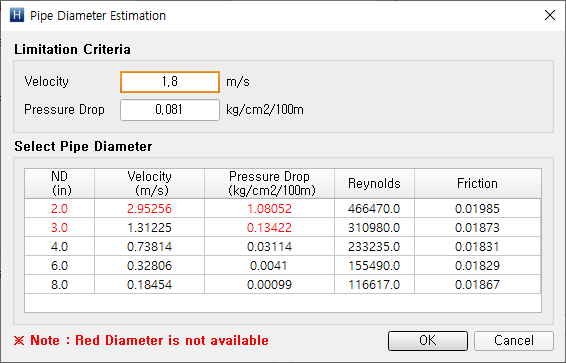 H Pipe Diameter Estimation
Limitation Criteria
Velocity 1.8 m/s
Pressure Drop 0.081 kg/cm2/100m
Select Pipe Diameter
ND (in) Velocity (m/s) Pressure Drop (kg/cm2/100m) Reynolds Friction
2.0 2.95256 1.08052 466470.0 0.01985
3.0 1.31225 0.13422 310980.0 0.01873
4.0 0.73814 0.03114 233235.0 0.01831
6.0 0.32806 0.0041 155490.0 0.01829
8.0 0.18454 0.00099 116617.0 0.01867
※ Note : Red Diameter is not available OK Cancel